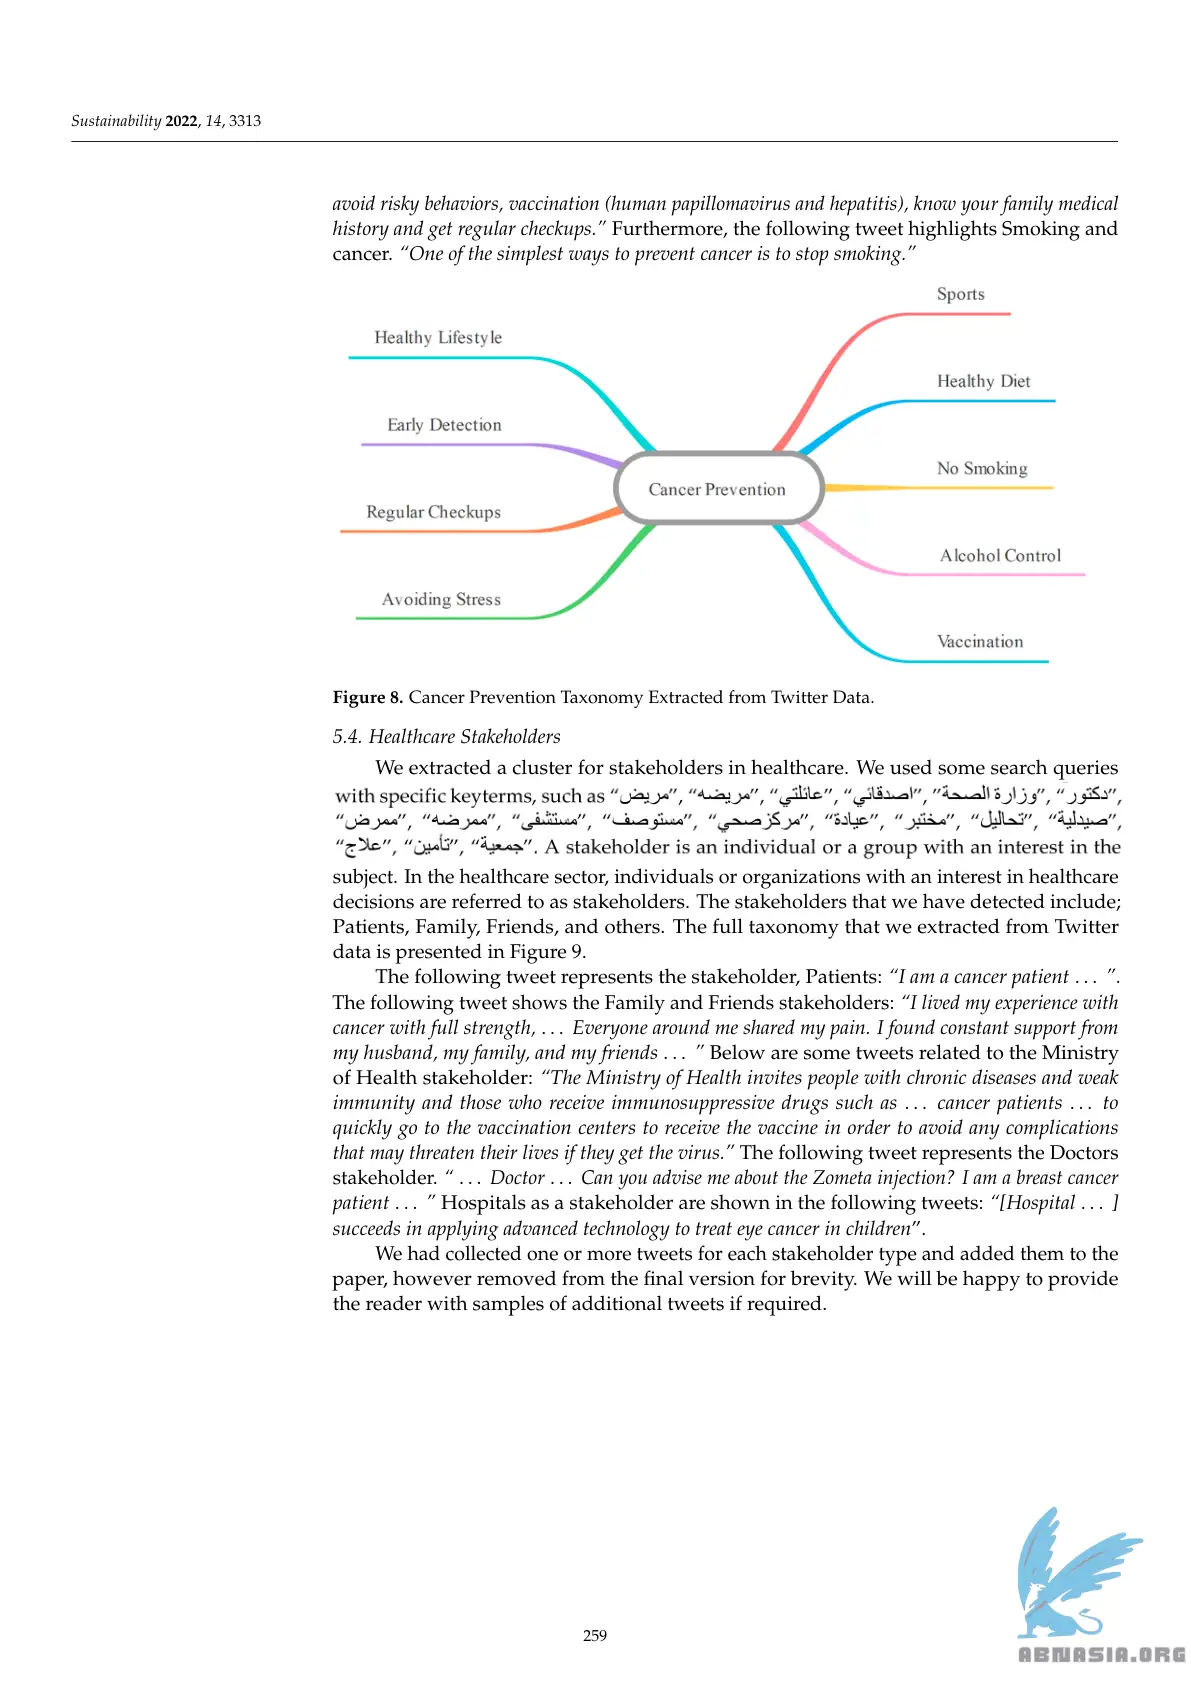 Sustainability 2022, 14, 3313
avoid risky behaviors, vaccination (human papillomavirus and hepatitis), know your family medical
history and get regular checkups.” Furthermore, the following tweet highlights Smoking and
cancer. “One of the simplest ways to prevent cancer is to stop smoking.”
Healthy Lifestyle
Early Detection
Regular Checkups
Avoiding Stress
Cancer Prevention
Sports
Healthy Diet
No Smoking
Alcohol Control
Vaccination
Figure 8. Cancer Prevention Taxonomy Extracted from Twitter Data.
5.4. Healthcare Stakeholders
We extracted a cluster for stakeholders in healthcare. We used some search queries
with specific keyterms, such as “مريض”, “مريضه”, “عائلتي”, “اصدقائي”, ”وزارة الصحة”, “دكتور”,
“ممرض”, “ممرضه”, “مستشفى”, “مستوصف”, “مركزصحي”, “عيادة”, “مختبر”, “تحاليل”, “صيدلية”,
“علاج”, “تأمين”, “جمعية”. A stakeholder is an individual or a group with an interest in the
subject. In the healthcare sector, individuals or organizations with an interest in healthcare
decisions are referred to as stakeholders. The stakeholders that we have detected include;
Patients, Family, Friends, and others. The full taxonomy that we extracted from Twitter
data is presented in Figure 9.
The following tweet represents the stakeholder, Patients: “I am a cancer patient . . . ”.
The following tweet shows the Family and Friends stakeholders: “I lived my experience with
cancer with full strength, . . . Everyone around me shared my pain. I found constant support from
my husband, my family, and my friends . . . ” Below are some tweets related to the Ministry
of Health stakeholder: “The Ministry of Health invites people with chronic diseases and weak
immunity and those who receive immunosuppressive drugs such as . . . cancer patients . . . to
quickly go to the vaccination centers to receive the vaccine in order to avoid any complications
that may threaten their lives if they get the virus.” The following tweet represents the Doctors
stakeholder. “ . . . Doctor . . . Can you advise me about the Zometa injection? I am a breast cancer
patient . . . ” Hospitals as a stakeholder are shown in the following tweets: “[Hospital . . . ]
succeeds in applying advanced technology to treat eye cancer in children”.
We had collected one or more tweets for each stakeholder type and added them to the
paper, however removed from the final version for brevity. We will be happy to provide
the reader with samples of additional tweets if required.
259
ABNASIA.ORG